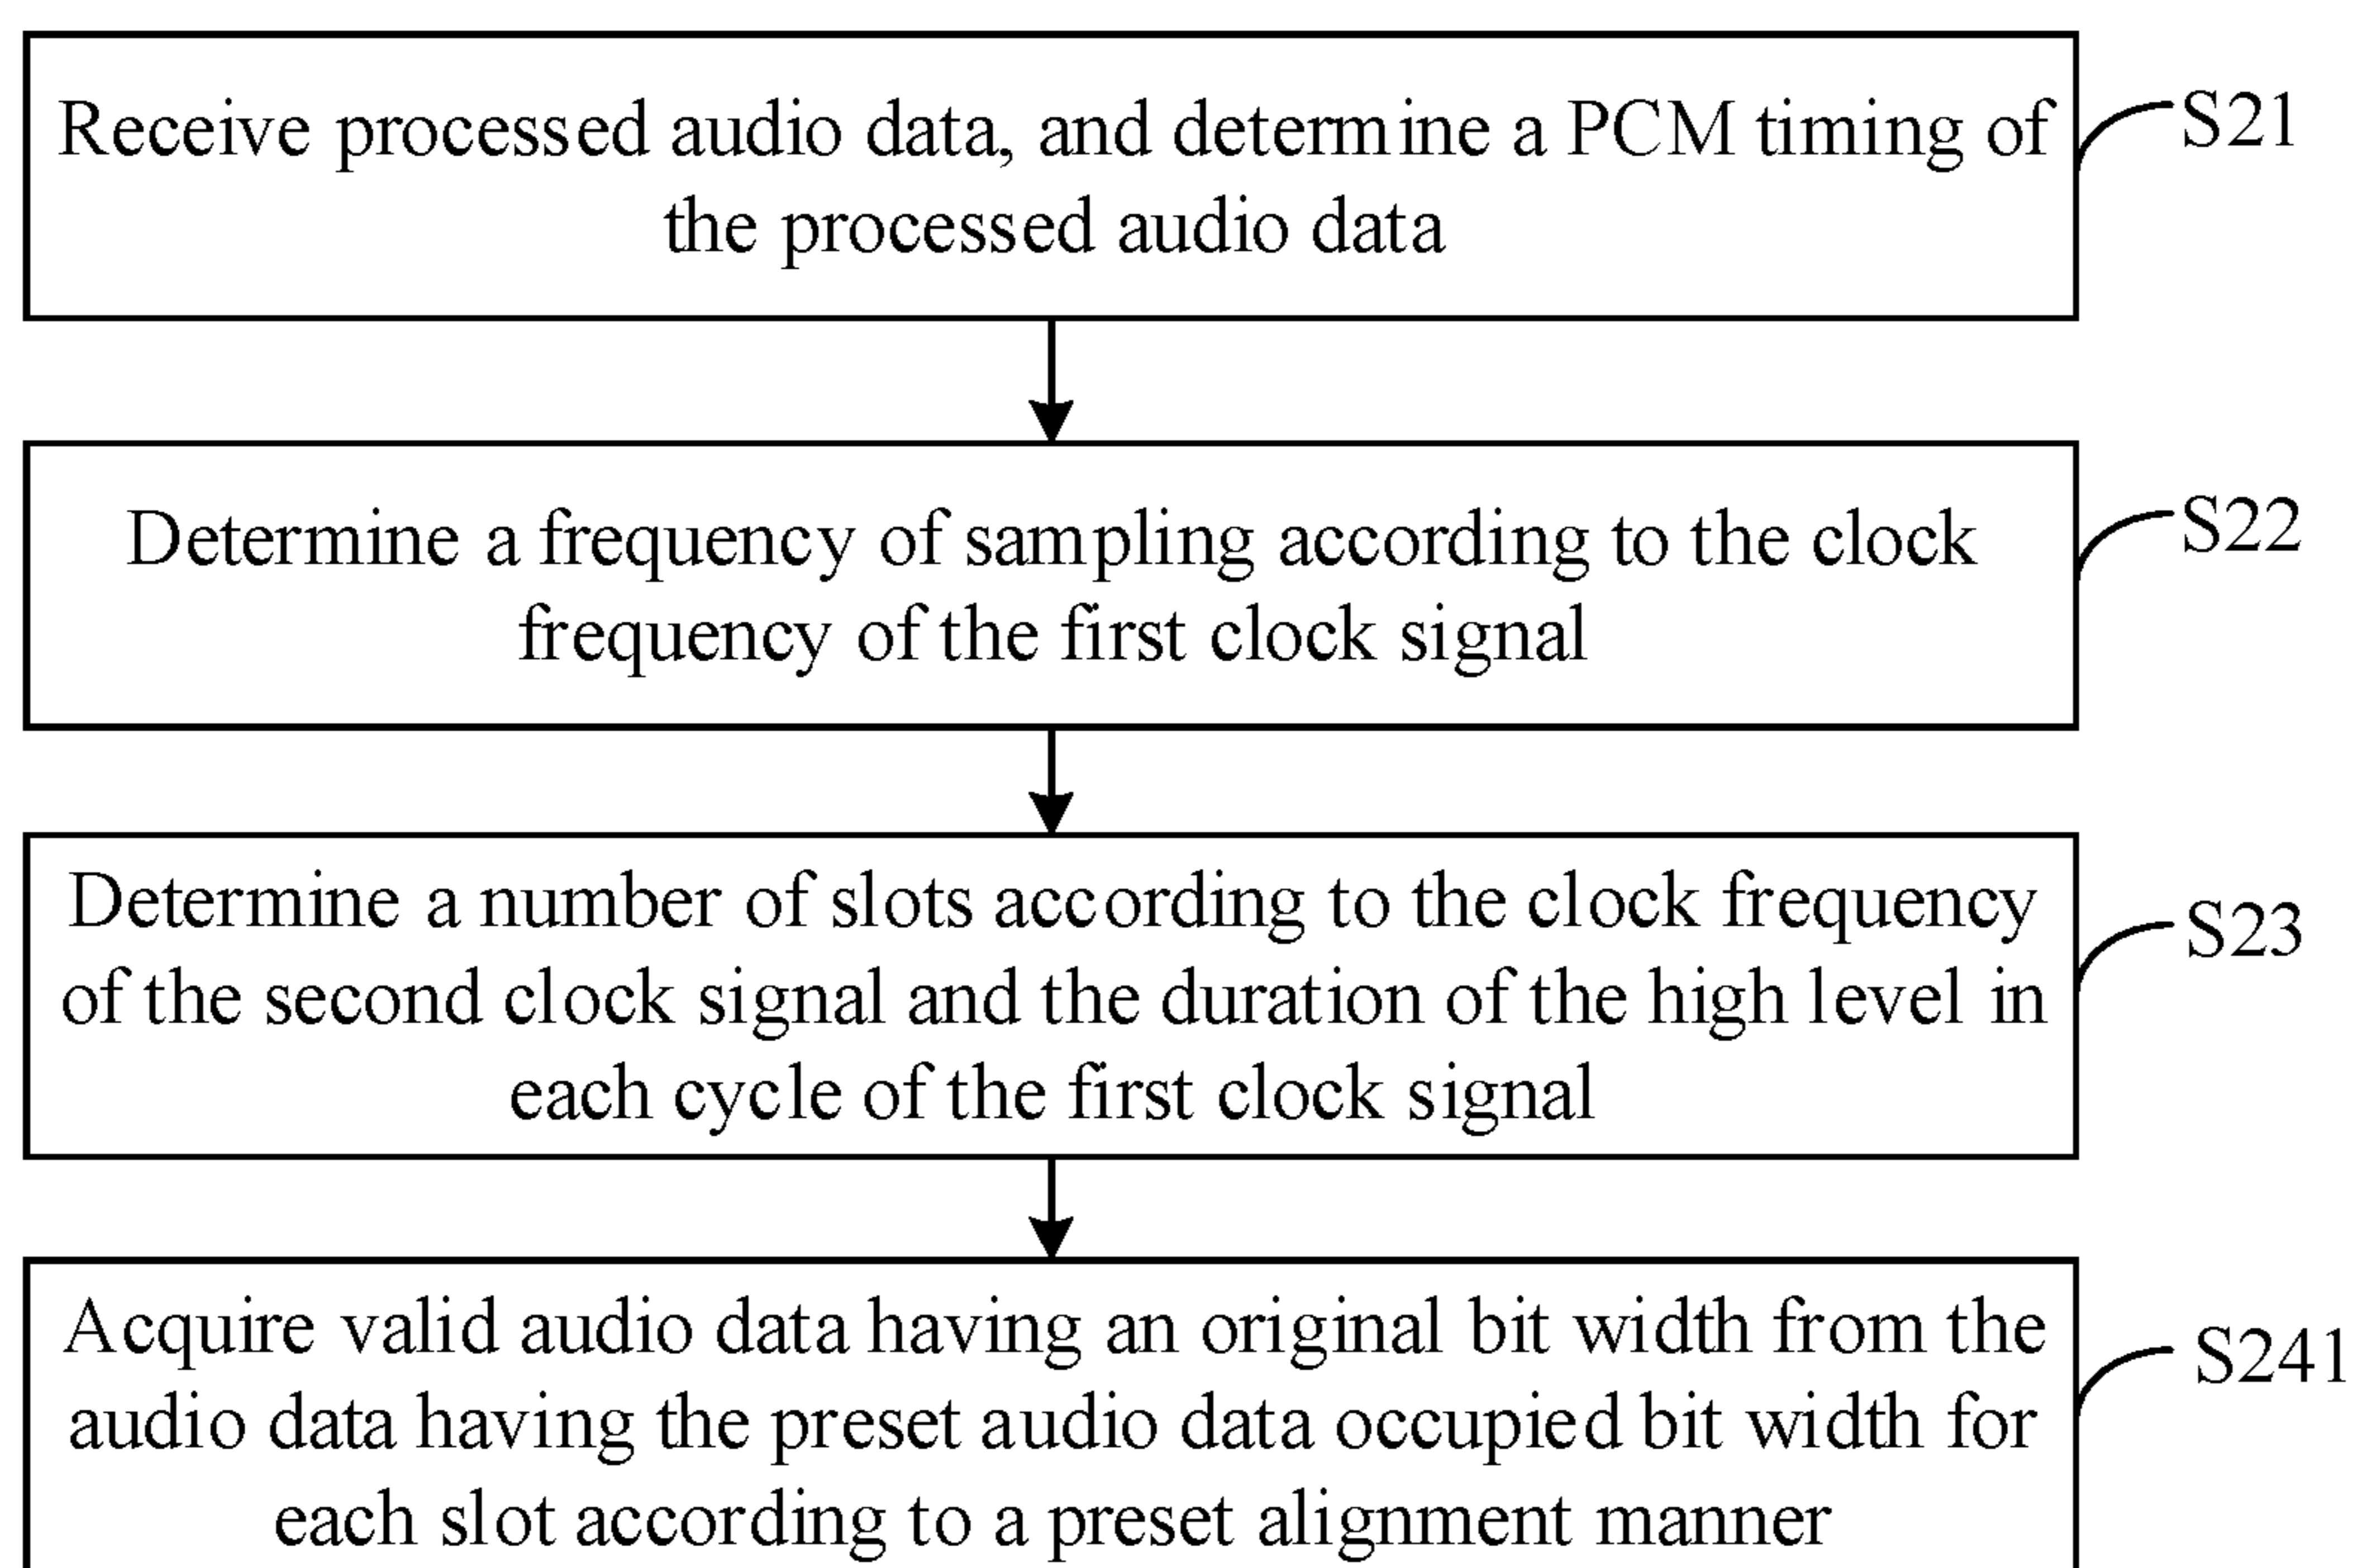 Receive processed audio data, and determine a PCM timing of
the processed audio data
S21
Determine a frequency of sampling according to the clock
frequency of the first clock signal
S22
Determine a number of slots according to the clock frequency
of the second clock signal and the duration of the high level in
each cycle of the first clock signal
S23
Acquire valid audio data having an original bit width from the
audio data having the preset audio data occupied bit width for
each slot according to a preset alignment manner
S241